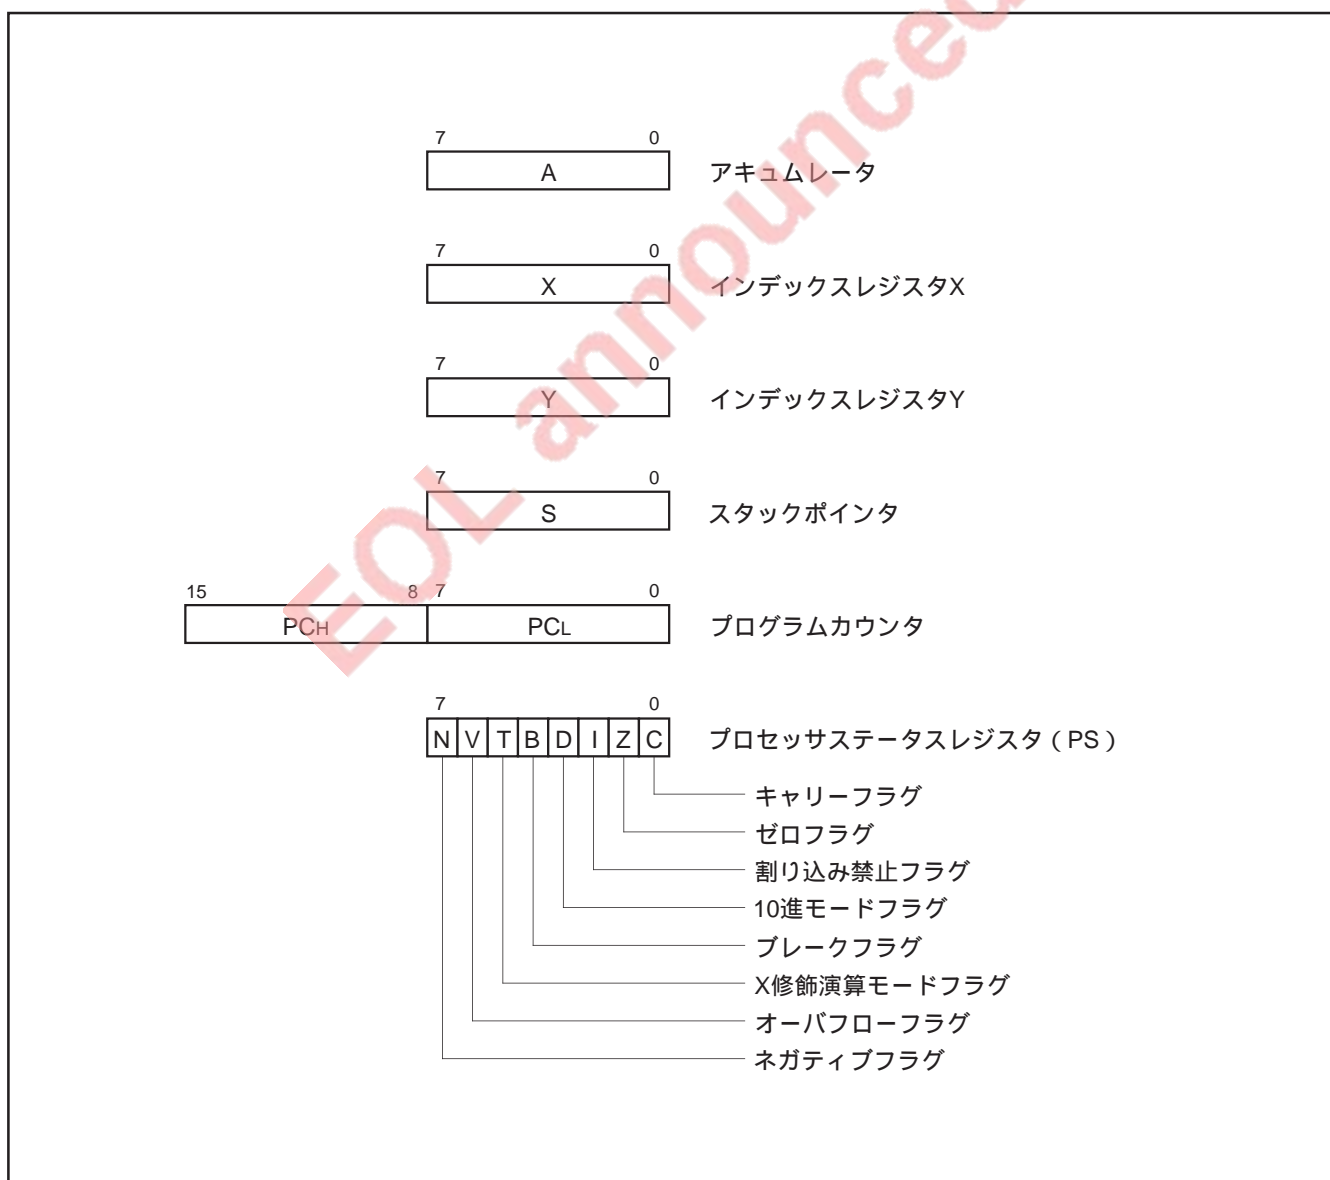 7 0
A アキュムレータ
7 0
X インデックスレジスタX
7 0
Y インデックスレジスタY
7 0
S スタックポインタ
15 8 7 0
PCH PCL プログラムカウンタ
7 0
N V T B D I Z C プロセッサステータスレジスタ（PS）
キャリーフラグ
ゼロフラグ
割り込み禁止フラグ
10進モードフラグ
ブレークフラグ
X修飾演算モードフラグ
オーバフローフラグ
ネガティブフラグ
EOL announced